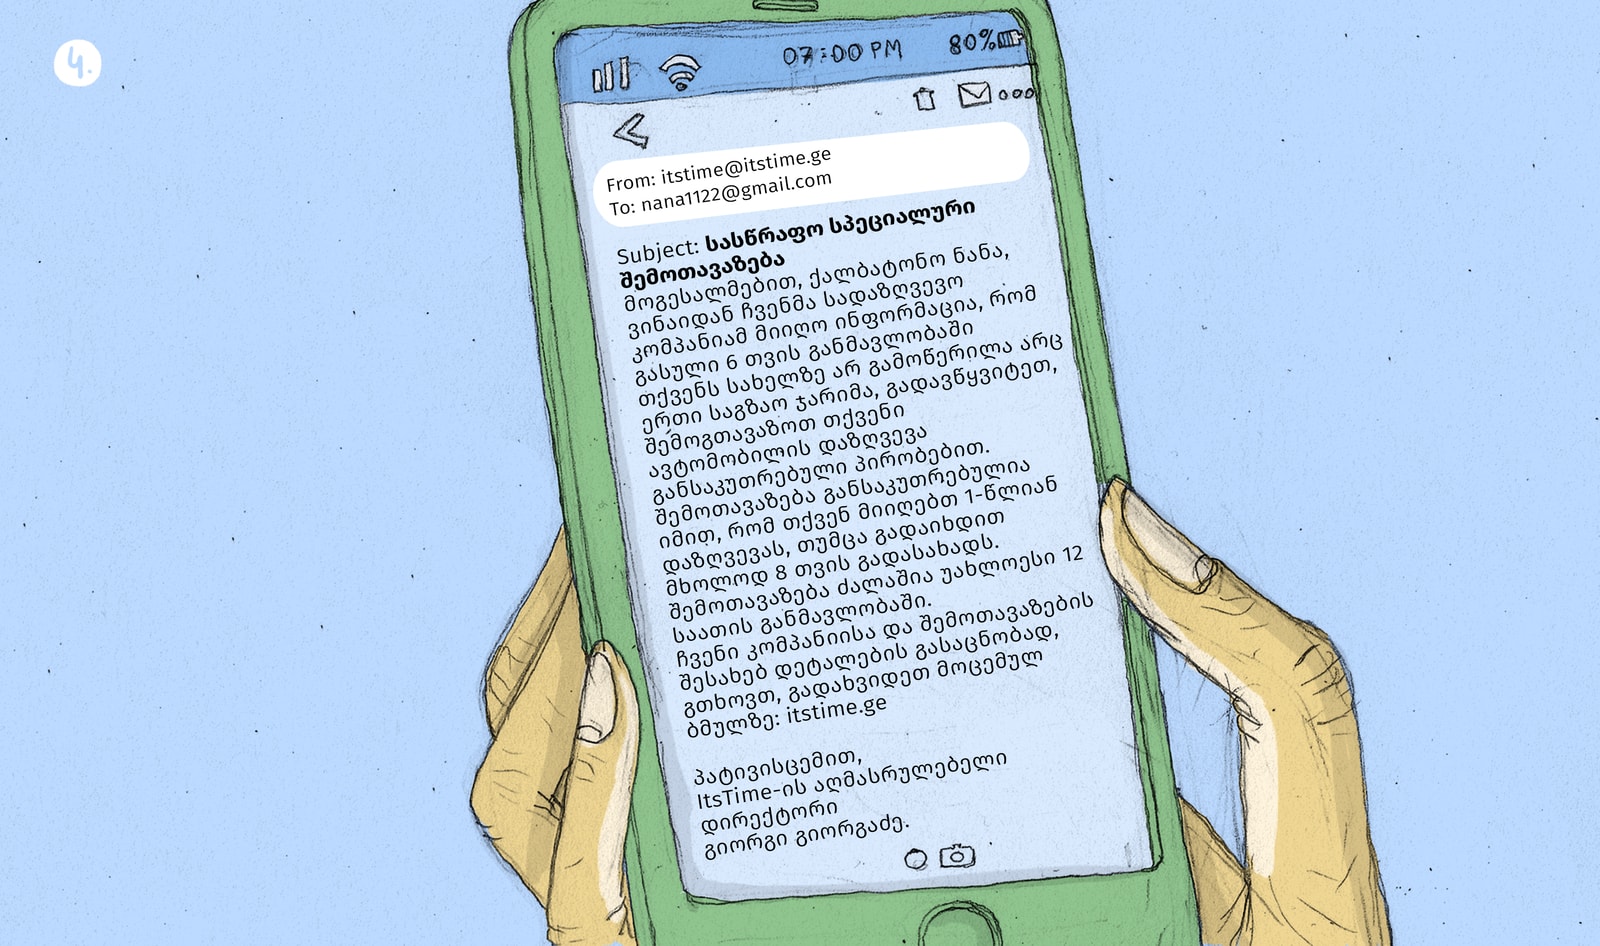 4.
07:00 PM
80%
From: itstime@itstime.ge
To: nana1122@gmail.com
Subject: სასწრაფო სპეციალური
შემოთავაზება
მოგესალმებით, ქალბატონო ნანა,
ვინაიდან ჩვენმა სადაზღვევო
კომპანიამ მიიღო ინფორმაცია, რომ
გასული 6 თვის განმავლობაში
თქვენს სახელზე არ გამოწერილა არც
ერთი საგზაო ჯარიმა, გადავწყვიტეთ,
შემოგთავაზოთ თქვენი
ავტომობილის დაზღვევა
განსაკუთრებული პირობებით.
შემოთავაზება განსაკუთრებულია
იმით, რომ თქვენ მიიღებთ 1-წლიან
დაზღვევას, თუმცა გადაიხდით
მხოლოდ 8 თვის გადასახადს.
შემოთავაზება ძალაშია უახლოესი 12
საათის განმავლობაში.
ჩვენი კომპანიისა და შემოთავაზების
შესახებ დეტალების გასაცნობად,
გთხოვთ, გადახვიდეთ მოცემულ
ბმულზე: itstime.ge
პატივისცემით,
ItsTime-ის აღმასრულებელი
დირექტორი
გიორგი გიორგაძე.